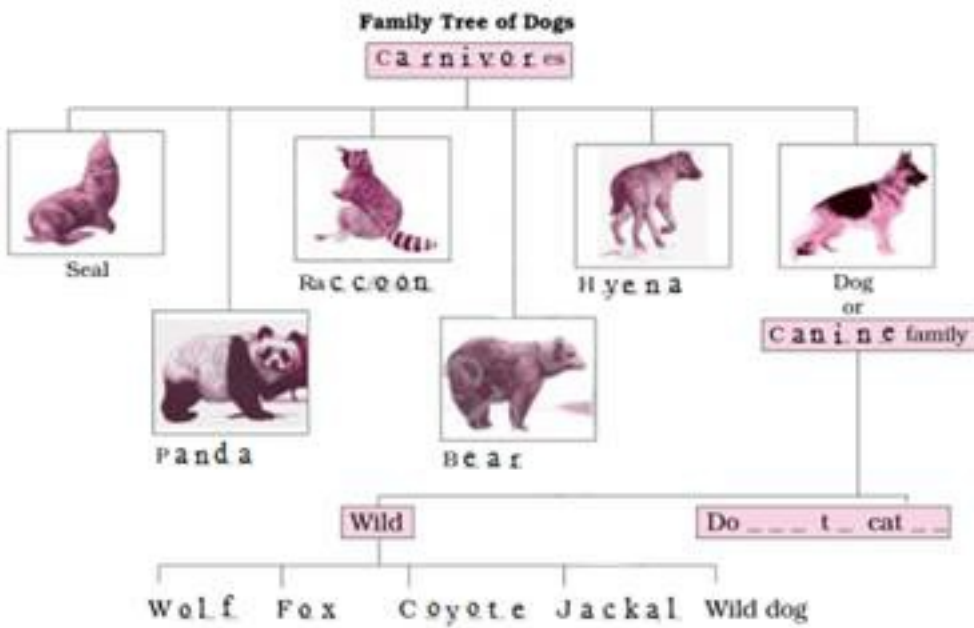 Family Tree of Dogs
Carnivores
Seal
Raccoon
Hyena
Dog
or
Canine family
Panda
Bear
Wild
Do _ _ _ t _ cat _ _
Wolf Fox Coyote Jackal Wild dog